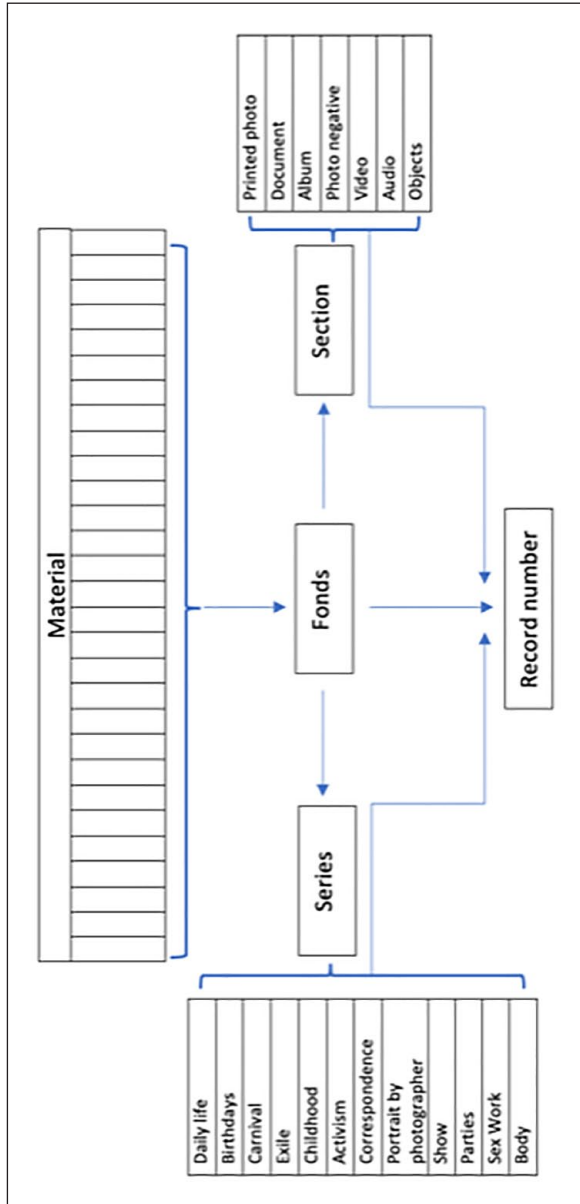 Material
Fonds
Series
Section
Record number
Daily life
Birthdays
Carnival
Exile
Childhood
Activism
Correspondence
Portrait by
photographer
Show
Parties
Sex Work
Body
Printed photo
Document
Album
Photo negative
Video
Audio
Objects